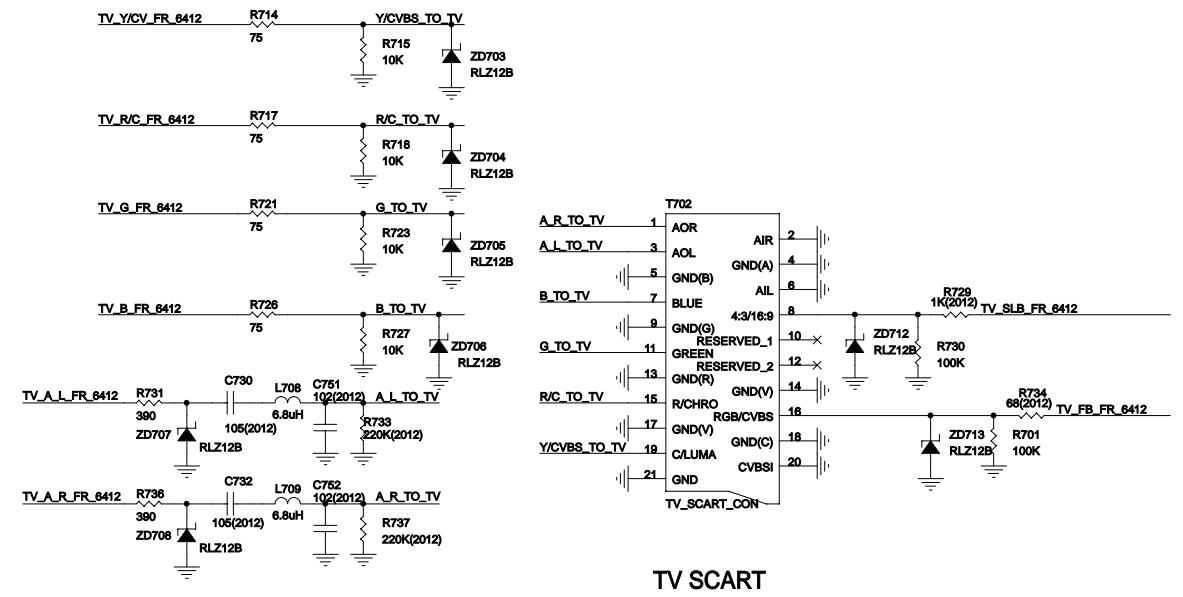 TV_Y/CV_FR_6412
R714
75
Y/CVBS_TO_TV
R715
10K
ZD703
RLZ12B
TV_R/C_FR_6412
R717
75
R/C_TO_TV
R718
10K
ZD704
RLZ12B
TV_G_FR_6412
R721
75
G_TO_TV
R723
10K
ZD705
RLZ12B
TV_B_FR_6412
R726
75
B_TO_TV
R727
10K
ZD706
RLZ12B
TV_A_L_FR_6412
R731
390
ZD707
RLZ12B
C730
105(2012)
L708
6.8uH
C751
102(2012)
A_L_TO_TV
R733
220K(2012)
TV_A_R_FR_6412
R736
390
ZD708
RLZ12B
C732
105(2012)
L709
6.8uH
C752
102(2012)
A_R_TO_TV
R737
220K(2012)
T702
A_R_TO_TV 1 AOR
A_L_TO_TV 3 AOL
5 GND(B)
B_TO_TV 7 BLUE
9 GND(G)
G_TO_TV 11 GREEN
13 GND(R)
R/C_TO_TV 15 R/CHRO
17 GND(V)
Y/CVBS_TO_TV 19 C/LUMA
21 GND
AIR 2
GND(A) 4
AIL 6
4:3/16:9 8
RESERVED_1 10
RESERVED_2 12
GND(V) 14
RGB/CVBS 16
GND(C) 18
CVBSI 20
TV_SCART_CON
R729
1K(2012)
TV_SLB_FR_6412
ZD712
RLZ12B
R730
100K
R734
68(2012)
TV_FB_FR_6412
ZD713
RLZ12B
R701
100K
TV SCART